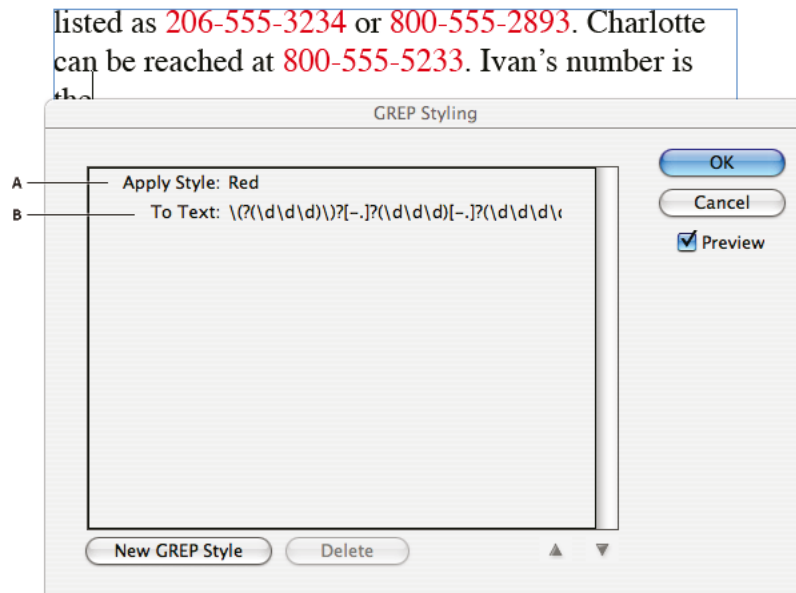 listed as 206-555-3234 or 800-555-2893. Charlotte
can be reached at 800-555-5233. Ivan’s number is
the
GREP Styling
A
Apply Style: Red
B
To Text: \(?(\d\d\d)\)?[-.]?(\d\d\d)[-.]?(\d\d\d\
OK
Cancel
Preview
New GREP Style
Delete